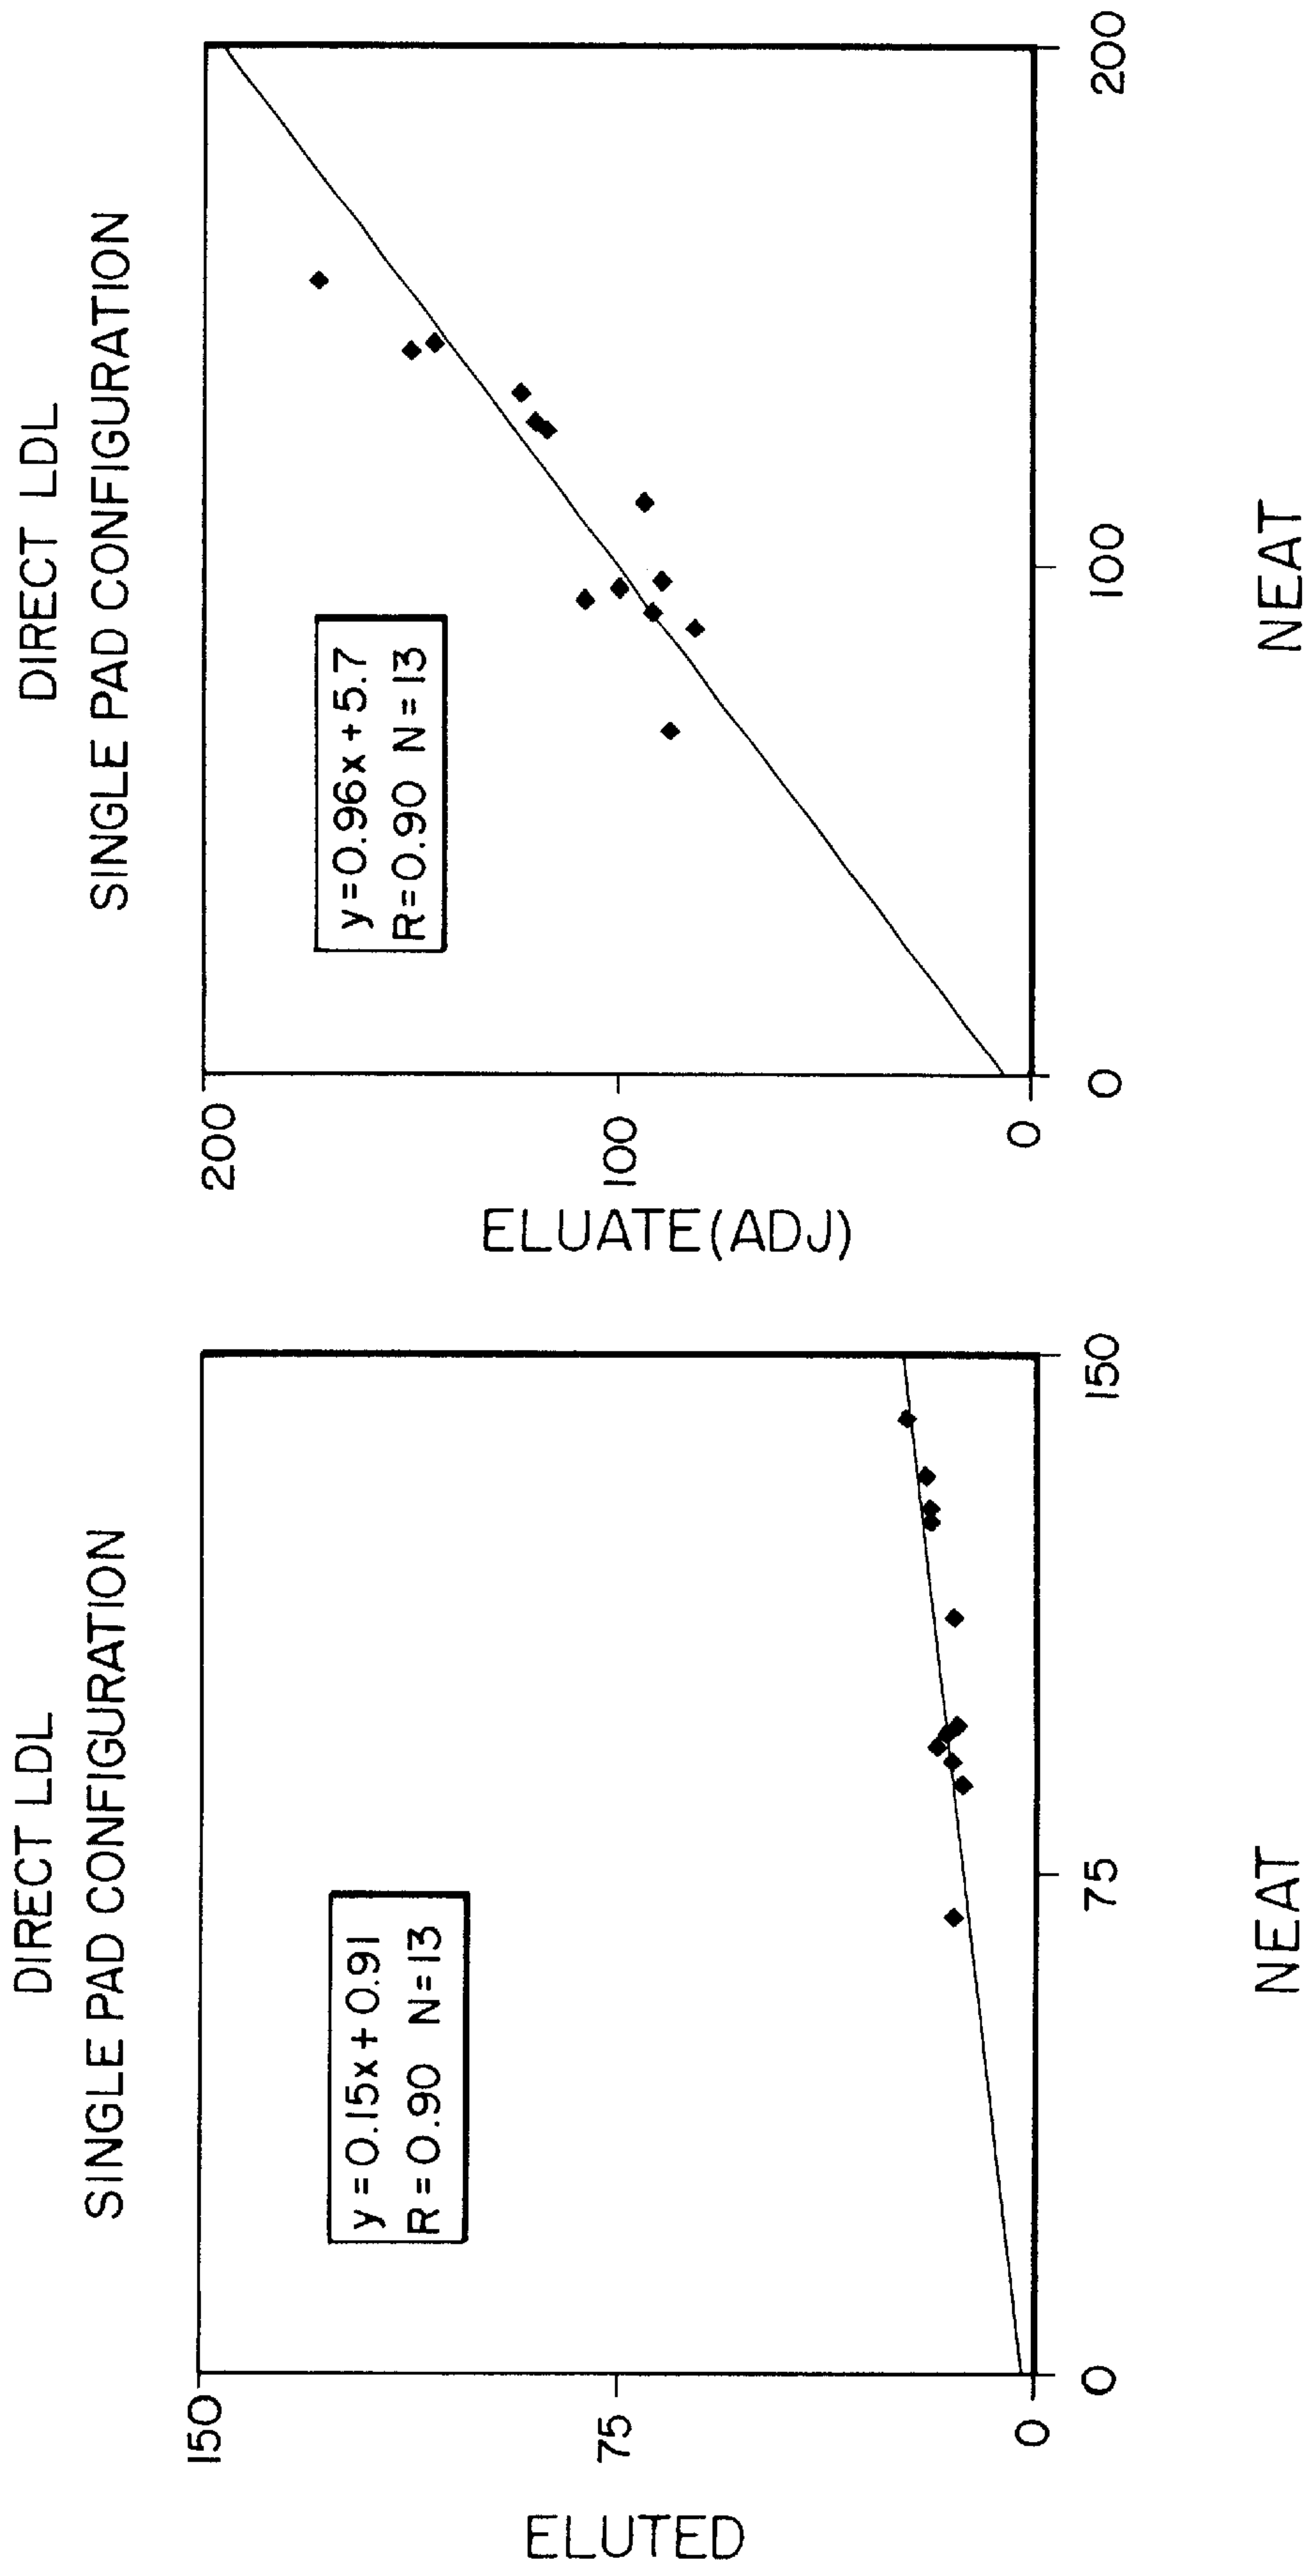 DIRECT LDL
SINGLE PAD CONFIGURATION
y=0.15x+0.91
R=0.90 N=13
150
75
0
ELUTED
0
75
150
NEAT
DIRECT LDL
SINGLE PAD CONFIGURATION
y=0.96x+5.7
R=0.90 N=13
200
100
0
ELUATE(ADJ)
0
100
200
NEAT